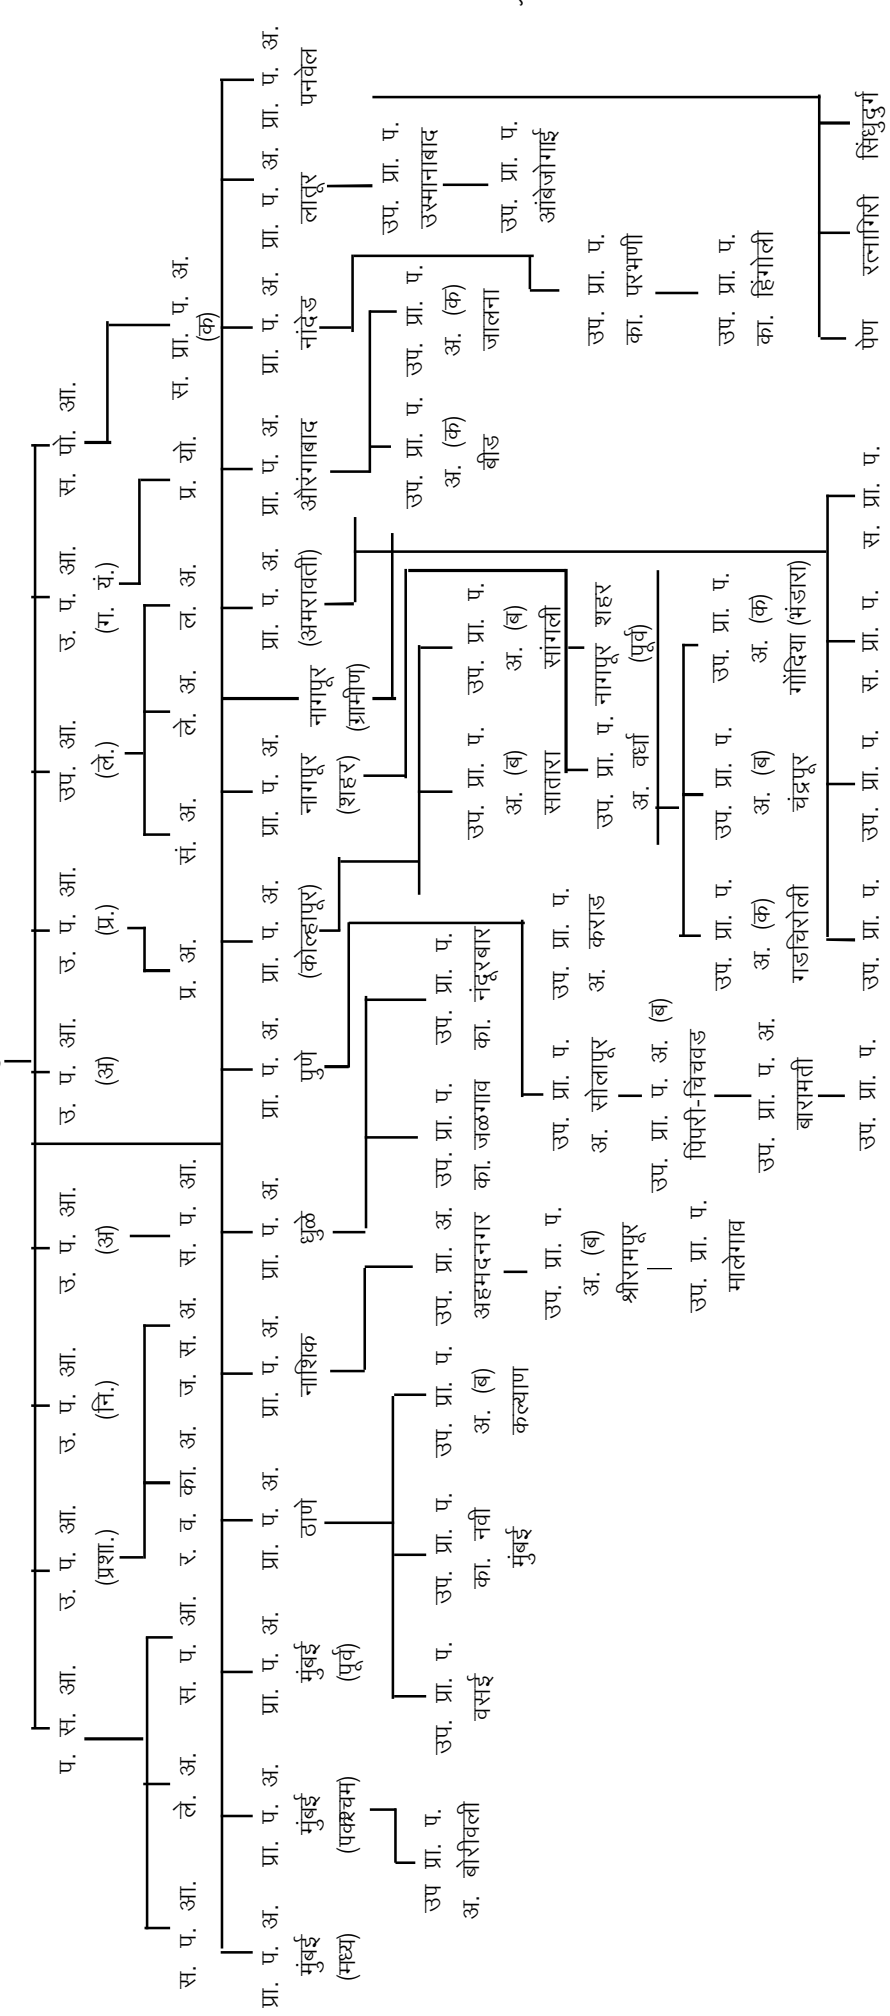 प. स. आ.
उ. प. आ.
(प्रशा.)
उ. प. आ.
(नि.)
उ. प. आ.
(अ)
उ. प. आ.
(अ)
उ. प. आ.
(प्र.)
उप. आ.
(ले.)
उ. प. आ.
(ग. यं.)
स. पो. आ.
स. प. आ.
ले. अ.
स. प. आ.
र. व. का. अ.
ज. स. अ.
स. प. आ.
प्र. अ.
सं. अ.
ले. अ.
ल. अ.
प्र. यो.
स. प्रा. प. अ.
(क)
प्रा. प. अ.
मुंबई
(मध्य)
प्रा. प. अ.
मुंबई
(पश्चिम)
प्रा. प. अ.
मुंबई
(पूर्व)
प्रा. प. अ.
ठाणे
प्रा. प. अ.
नाशिक
प्रा. प. अ.
धुळे
प्रा. प. अ.
पुणे
प्रा. प. अ.
(कोल्हापूर)
प्रा. प. अ.
नागपूर
(शहर)
नागपूर
(ग्रामीण)
प्रा. प. अ.
(अमरावती)
प्रा. प. अ.
औरंगाबाद
प्रा. प. अ.
नांदेड
प्रा. प. अ.
लातूर
प्रा. प. अ.
पनवेल
उप प्रा. प.
अ. बोरीवली
उप. प्रा. प.
वसई
उप. प्रा. प.
का. नवी
मुंबई
उप. प्रा. प.
अ. (ब)
कल्याण
उप. प्रा. अ.
अहमदनगर
उप. प्रा. प.
अ. (ब)
श्रीरामपूर
उप. प्रा. प.
मालेगाव
उप. प्रा. प.
का. जळगाव
उप. प्रा. प.
का. नंदूरबार
उप. प्रा. प.
अ. सोलापूर
उप. प्रा. प. अ. (ब)
पिंपरी-चिंचवड
उप. प्रा. प. अ.
बारामती
उप. प्रा. प.
उप. प्रा. प.
अ. कराड
उप. प्रा. प.
अ. (ब)
सातारा
उप. प्रा. प.
अ. (ब)
सांगली
उप. प्रा. प.
अ. वर्धा
नागपूर शहर
(पूर्व)
उप. प्रा. प.
अ. (क)
गडचिरोली
उप. प्रा. प.
अ. (ब)
चंद्रपूर
उप. प्रा. प.
अ. (क)
गोंदिया (भंडारा)
उप. प्रा. प.
उप. प्रा. प.
स. प्रा. प.
स. प्रा. प.
उप. प्रा. प.
अ. (क)
बीड
उप. प्रा. प.
अ. (क)
जालना
उप. प्रा. प.
का. परभणी
उप. प्रा. प.
का. हिंगोली
उप. प्रा. प.
उस्मानाबाद
उप. प्रा. प.
आंबेजोगाई
पेण
रत्नागिरी
सिंधुदुर्ग